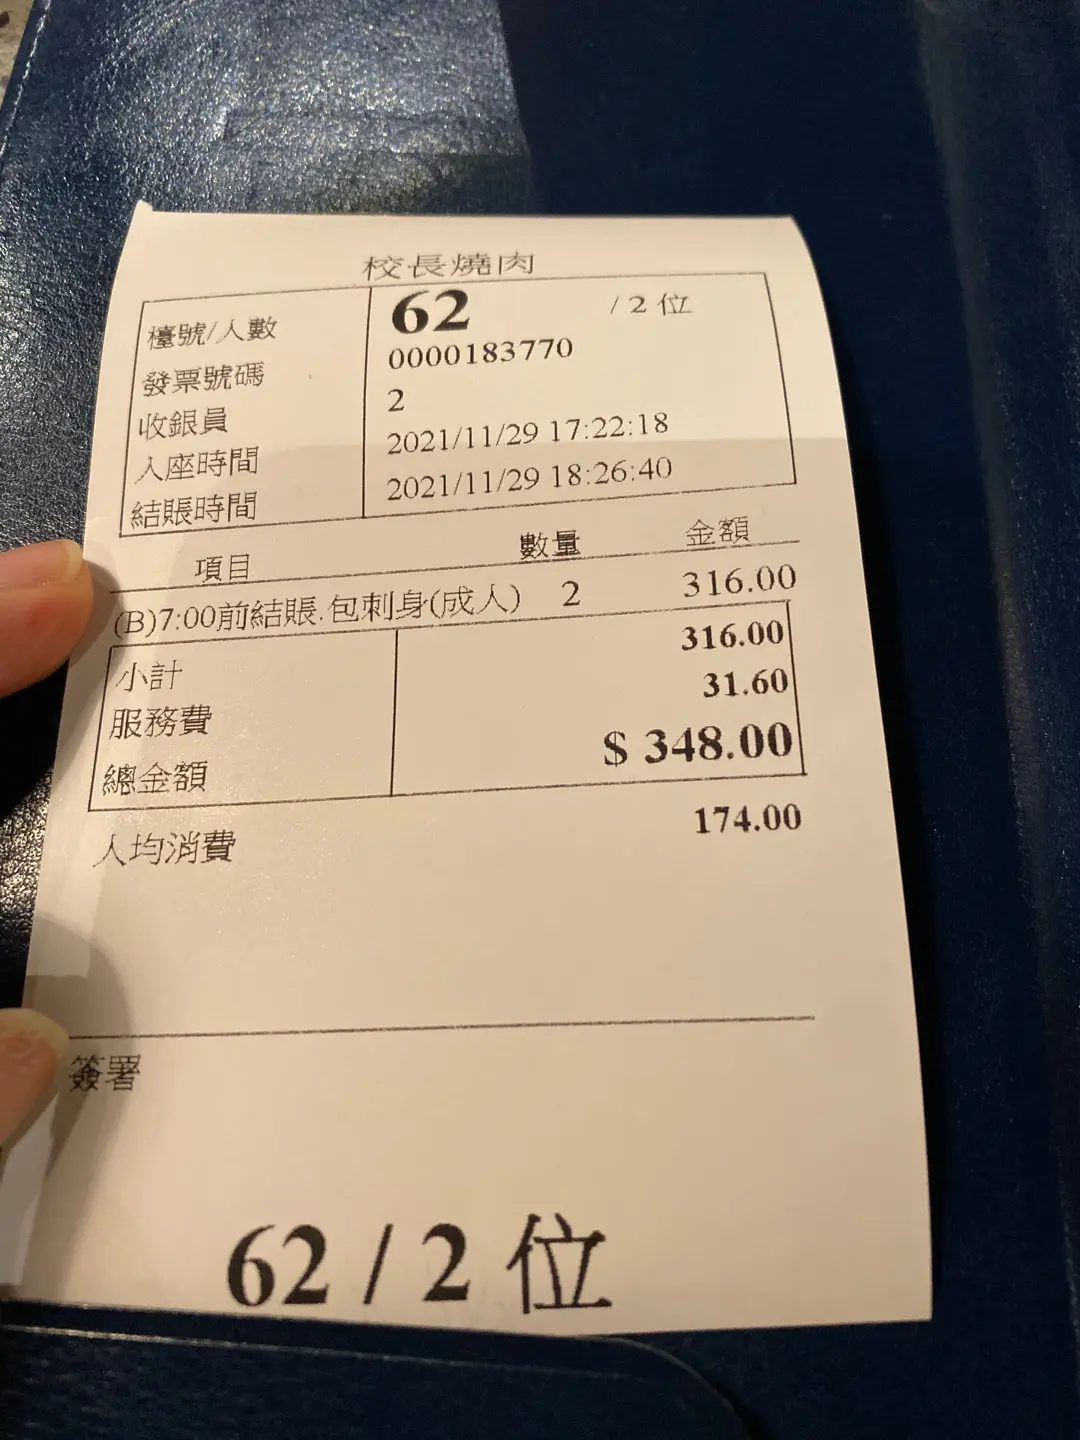 校長燒肉
檯號/人數 62 / 2 位
發票號碼 0000183770
收銀員 2
入座時間 2021/11/29 17:22:18
結賬時間 2021/11/29 18:26:40
項目 數量 金額
(B)7:00前結賬.包刺身(成人) 2 316.00
小計 316.00
服務費 31.60
總金額 $ 348.00
人均消費 174.00
簽署
62 / 2 位